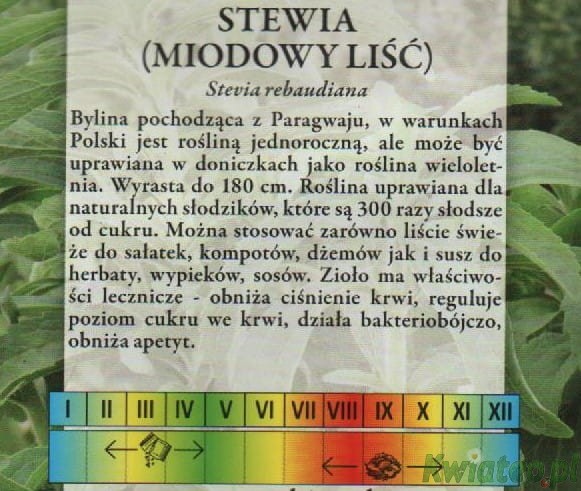 STEWIA
(MIODOWY LIŚĆ)
Stevia rebaudiana
Bylina pochodząca z Paragwaju, w warunkach
Polski jest rośliną jednoroczną, ale może być
uprawiana w doniczkach jako roślina wielolet-
nia. Wyrasta do 180 cm. Roślina uprawiana dla
naturalnych słodzików, które są 300 razy słodsze
od cukru. Można stosować zarówno liście świe-
że do sałatek, kompotów, dżemów jak i susz do
herbaty, wypieków, sosów. Zioło ma właściwo-
ści lecznicze - obniża ciśnienie krwi, reguluje
poziom cukru we krwi, działa bakteriobójczo,
obniża apetyt.
I II III IV V VI VII VIII IX X XI XII
Kwiaton.pl